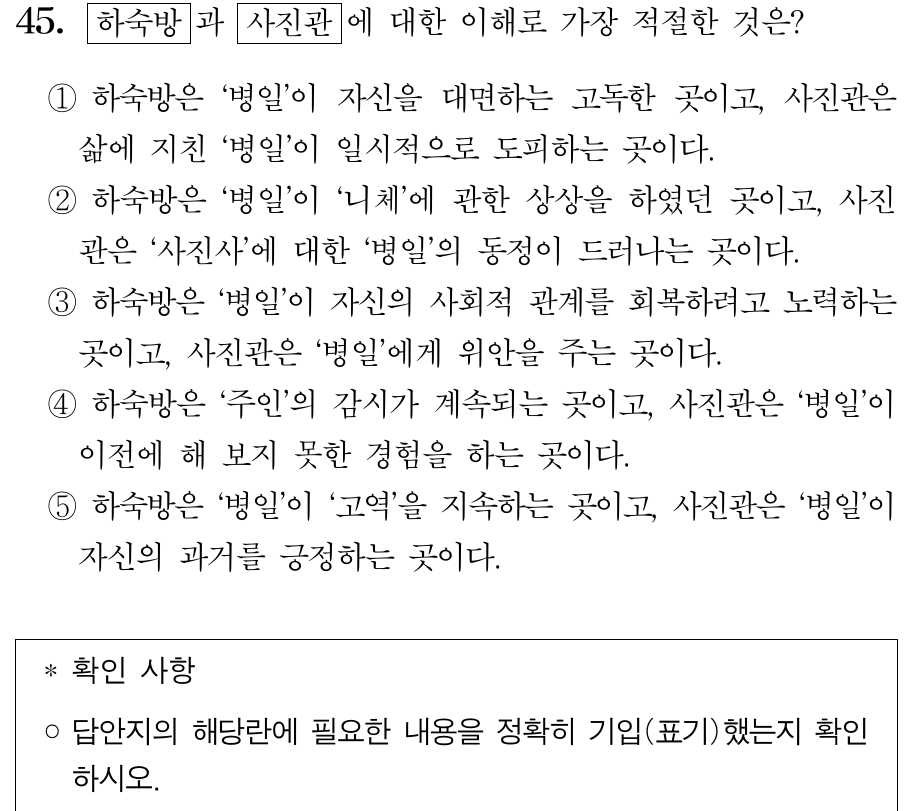 45. 하숙방 과 사진관 에 대한 이해로 가장 적절한 것은?
① 하숙방은 ‘병일’이 자신을 대면하는 고독한 곳이고, 사진관은
삶에 지친 ‘병일’이 일시적으로 도피하는 곳이다.
② 하숙방은 ‘병일’이 ‘니체’에 관한 상상을 하였던 곳이고, 사진
관은 ‘사진사’에 대한 ‘병일’의 동정이 드러나는 곳이다.
③ 하숙방은 ‘병일’이 자신의 사회적 관계를 회복하려고 노력하는
곳이고, 사진관은 ‘병일’에게 위안을 주는 곳이다.
④ 하숙방은 ‘주인’의 감시가 계속되는 곳이고, 사진관은 ‘병일’이
이전에 해 보지 못한 경험을 하는 곳이다.
⑤ 하숙방은 ‘병일’이 ‘고역’을 지속하는 곳이고, 사진관은 ‘병일’이
자신의 과거를 긍정하는 곳이다.
* 확인 사항
○ 답안지의 해당란에 필요한 내용을 정확히 기입(표기)했는지 확인
하시오.